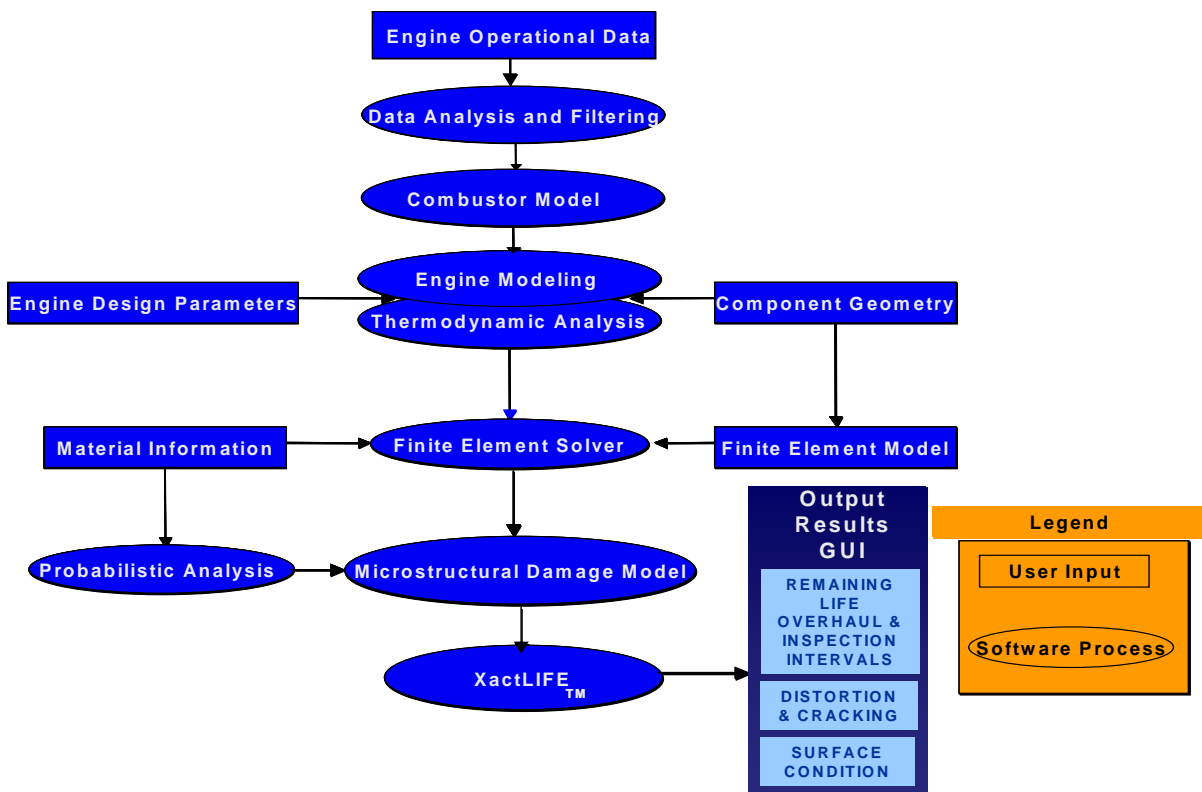 Engine Operational Data
Data Analysis and Filtering
Combustor Model
Engine Modeling
Engine Design Parameters
Component Geometry
Thermodynamic Analysis
Material Information
Finite Element Solver
Finite Element Model
Probabilistic Analysis
Microstructural Damage Model
XactLIFE TM
Output
Results
GUI
REMAINING
LIFE
OVERHAUL &
INSPECTION
INTERVALS
DISTORTION
& CRACKING
SURFACE
CONDITION
Legend
User Input
Software Process